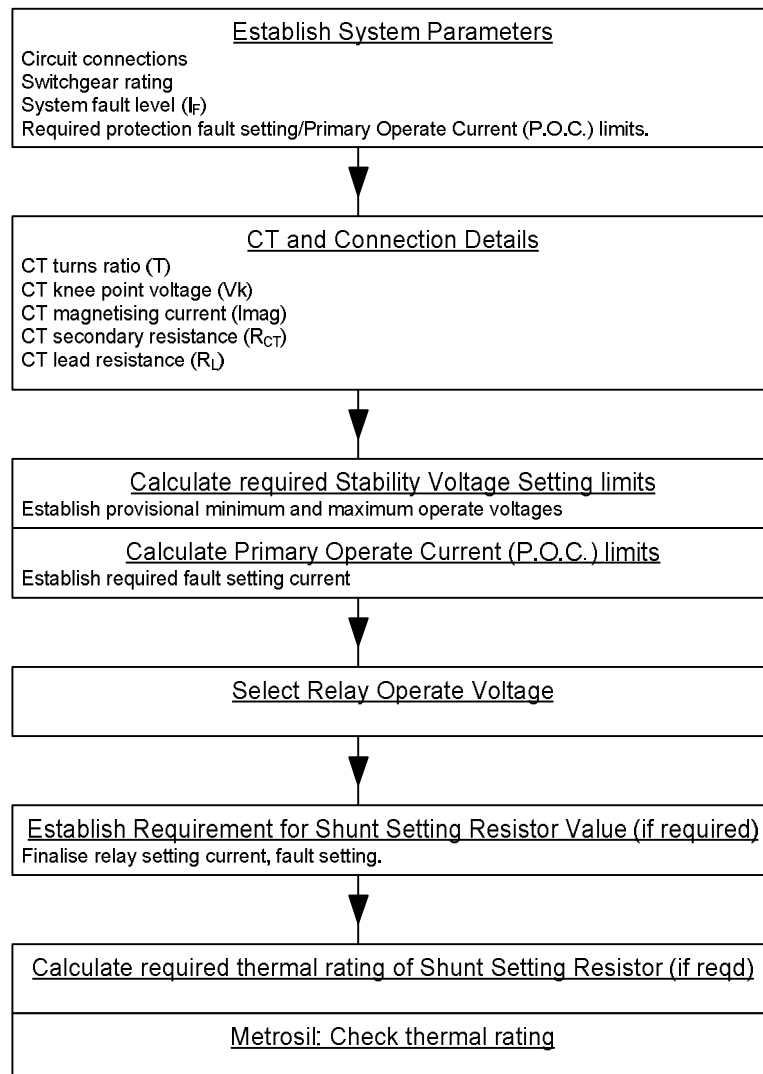 Establish System Parameters
Circuit connections
Switchgear rating
System fault level (IF)
Required protection fault setting/Primary Operate Current (P.O.C.) limits.
CT and Connection Details
CT turns ratio (T)
CT knee point voltage (Vk)
CT magnetising current (Imag)
CT secondary resistance (RCT)
CT lead resistance (RL)
Calculate required Stability Voltage Setting limits
Establish provisional minimum and maximum operate voltages
Calculate Primary Operate Current (P.O.C.) limits
Establish required fault setting current
Select Relay Operate Voltage
Establish Requirement for Shunt Setting Resistor Value (if required)
Finalise relay setting current, fault setting.
Calculate required thermal rating of Shunt Setting Resistor (if reqd)
Metrosil: Check thermal rating